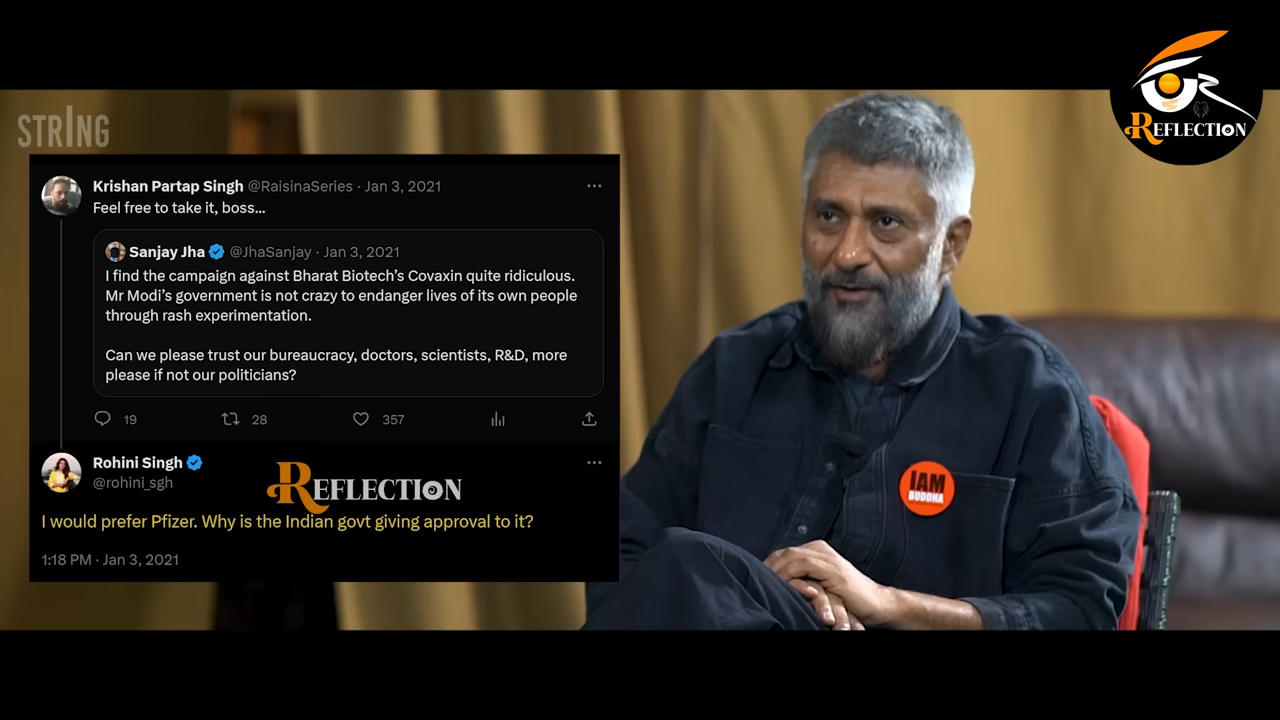 STRING
OUR
REFLECTION
Krishan Partap Singh @RaisinaSeries · Jan 3, 2021
Feel free to take it, boss...
Sanjay Jha @JhaSanjay · Jan 3, 2021
I find the campaign against Bharat Biotech's Covaxin quite ridiculous.
Mr Modi's government is not crazy to endanger lives of its own people
through rash experimentation.
Can we please trust our bureaucracy, doctors, scientists, R&D, more
please if not our politicians?
19 28 357
Rohini Singh
@rohini_sgh
REFLECTION
I would prefer Pfizer. Why is the Indian govt giving approval to it?
1:18 PM · Jan 3, 2021
I AM
BUDDHA